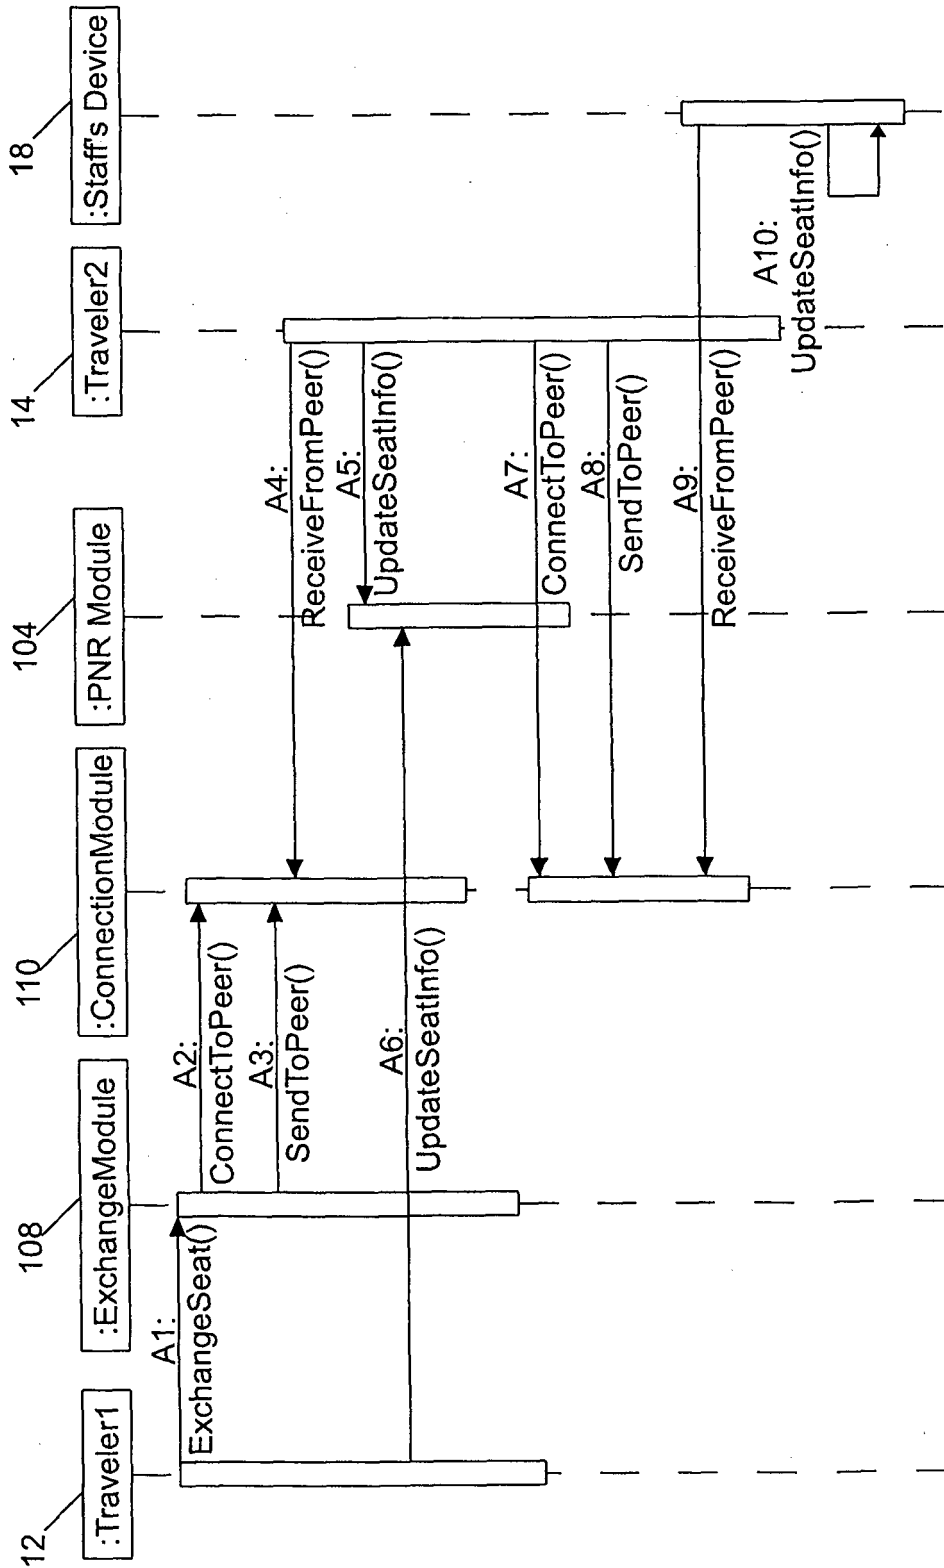 12
108
110
104
14
18
:Traveler1
:ExchangeModule
:ConnectionModule
:PNR Module
:Traveler2
:Staff's Device
A1:
ExchangeSeat()
A2:
ConnectToPeer()
A3:
SendToPeer()
A4:
ReceiveFromPeer()
A5:
UpdateSeatInfo()
A6:
UpdateSeatInfo()
A7:
ConnectToPeer()
A8:
SendToPeer()
A9:
ReceiveFromPeer()
A10:
UpdateSeatInfo()